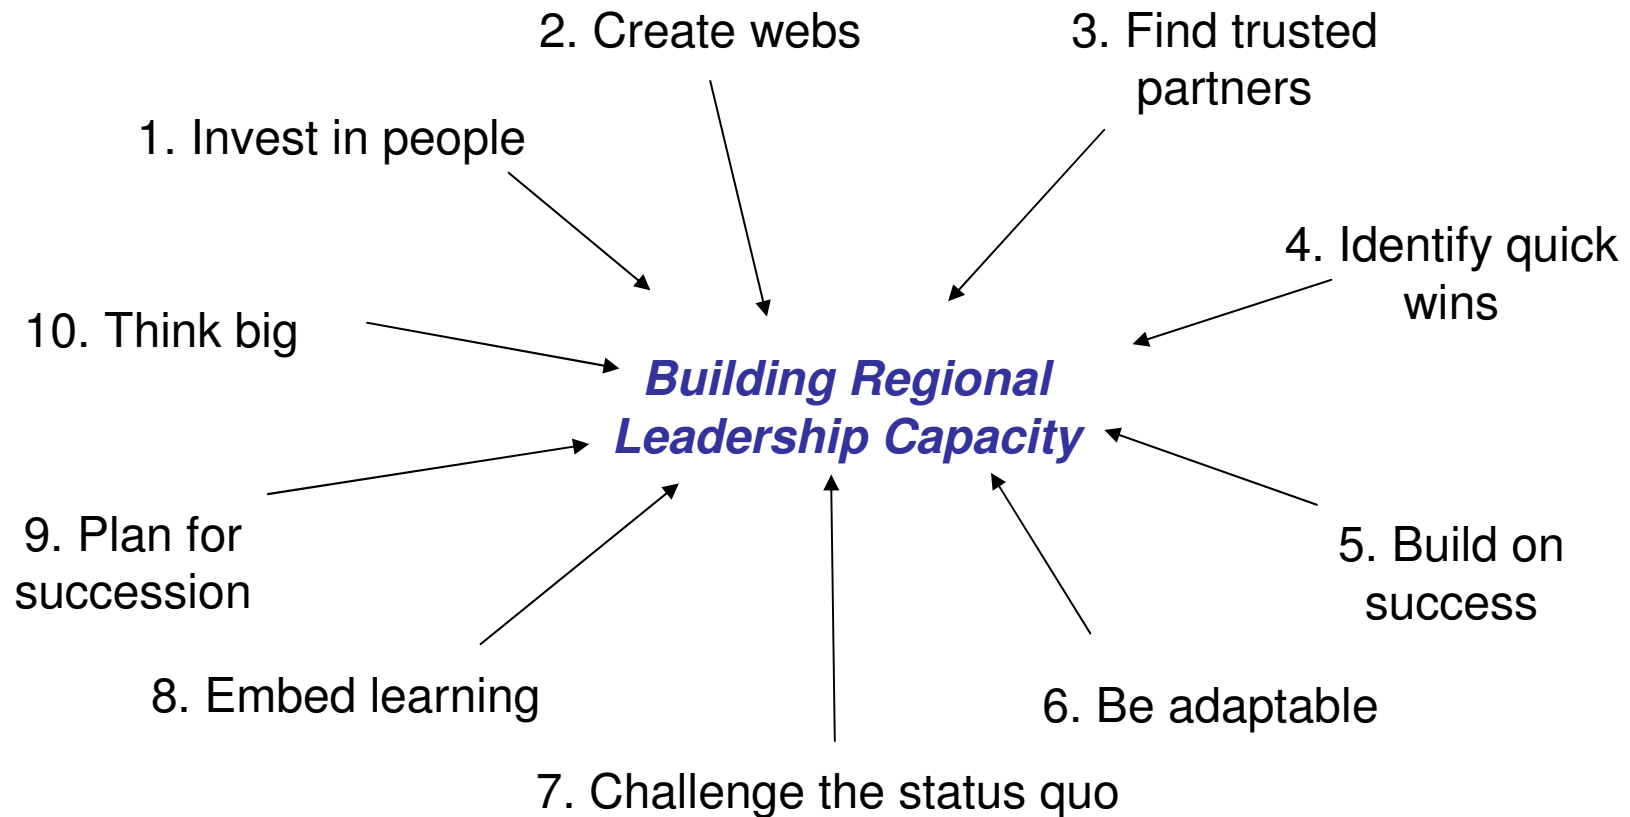 2. Create webs
3. Find trusted
partners
1. Invest in people
4. Identify quick
wins
10. Think big
Building Regional
Leadership Capacity
9. Plan for
succession
5. Build on
success
8. Embed learning
6. Be adaptable
7. Challenge the status quo